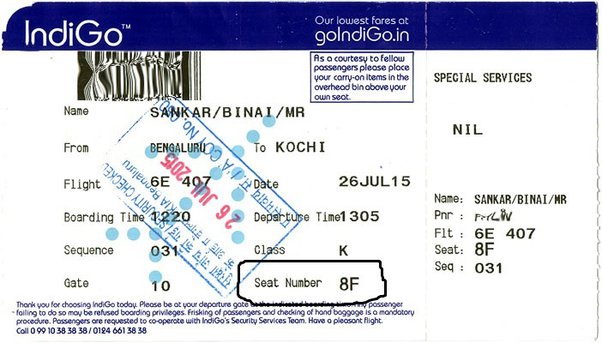 IndiGo™
Our lowest fares at
goIndiGo.in
As a courtesy to fellow
passengers please place
your carry-on items in the
overhead bin above your
own seat.
Name SANKAR/BINAI/MR
From BENGALURU To KOCHI
Flight 6E 407 Date 26JUL15
Boarding Time 1220 Departure Time 1305
Sequence 031 Class K
Gate 10 Seat Number 8F
26 JUL 2015
SECURITY CHECKED
Thank you for choosing IndiGo today. Please be at your departure gate at the indicated boarding time. Any passenger
failing to do so may be refused boarding privileges. Frisking of passengers and checking of hand baggage is a mandatory
procedure. Passengers are requested to co-operate with IndiGo's Security Services Team. Have a pleasant flight.
Call 0 99 10 38 38 38 / 0124 661 38 38
SPECIAL SERVICES
NIL
Name: SANKAR/BINAI/MR
Pnr :
Flt : 6E 407
Seat: 8F
Seq : 031